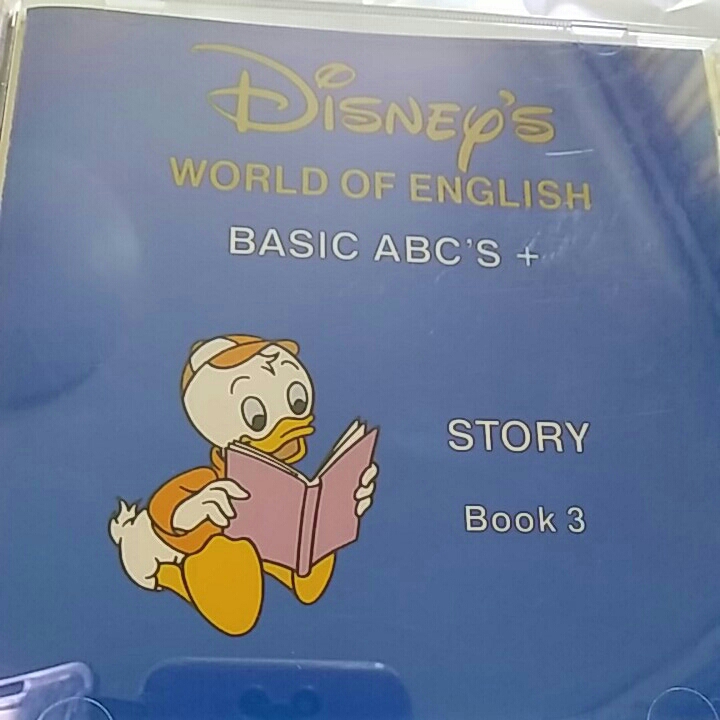 Disney's
WORLD OF ENGLISH
BASIC ABC'S +
STORY
Book 3